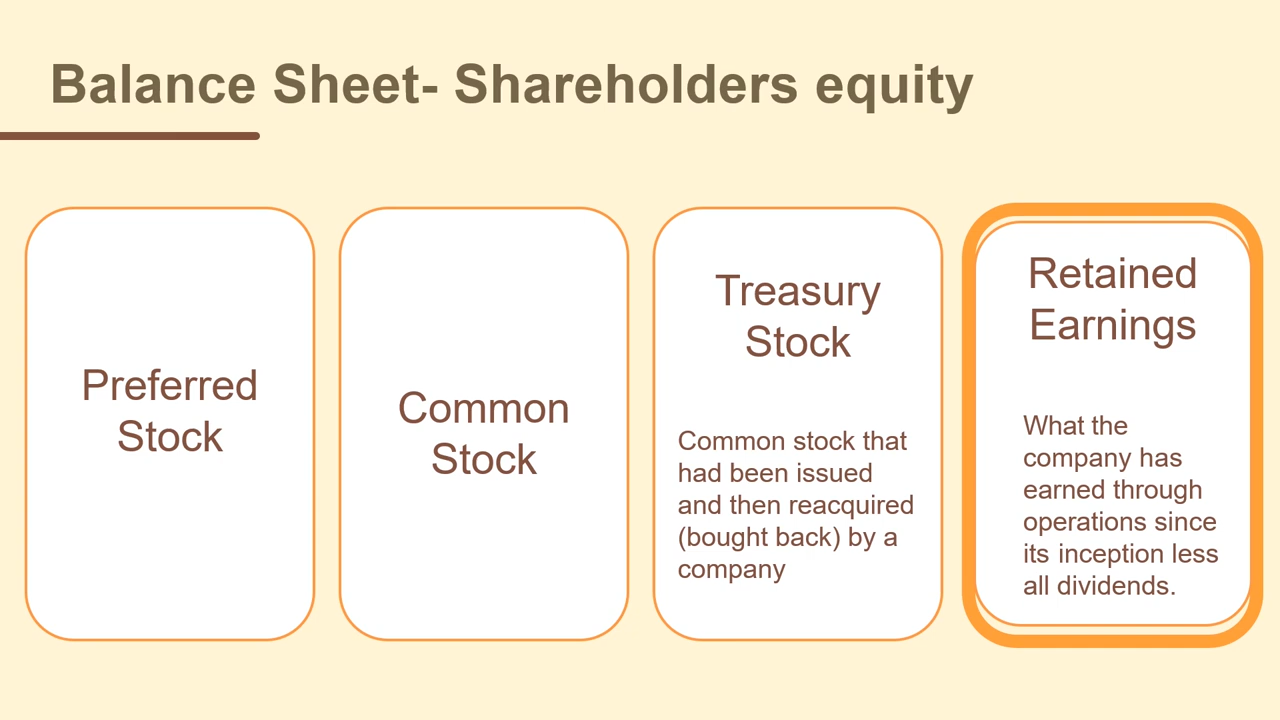 Balance Sheet- Shareholders equity
Preferred
Stock
Common
Stock
Treasury
Stock
Common stock that
had been issued
and then reacquired
(bought back) by a
company
Retained
Earnings
What the
company has
earned through
operations since
its inception less
all dividends.